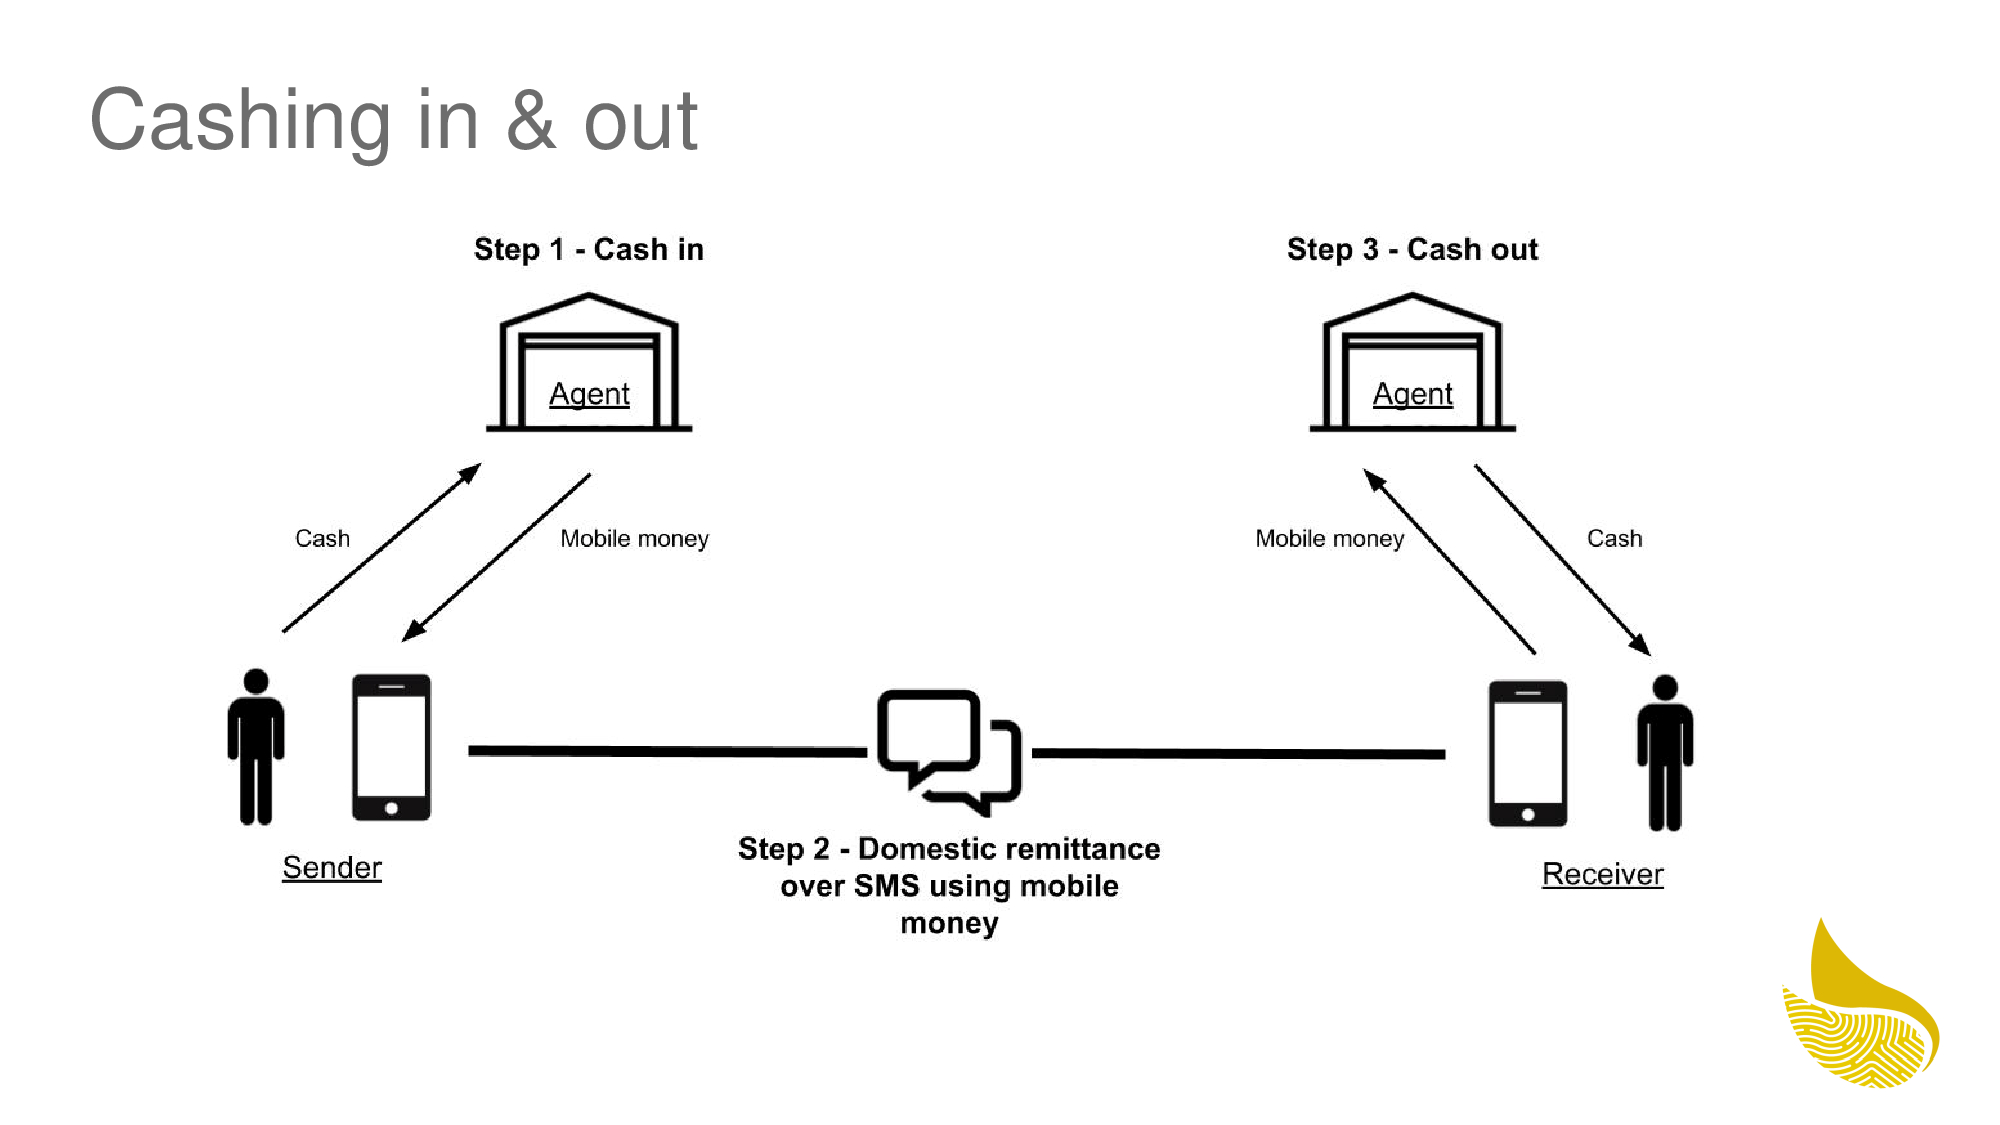 Cashing in & out
Step 1 - Cash in
Step 3 - Cash out
Agent
Agent
Cash
Mobile money
Mobile money
Cash
Step 2 - Domestic remittance
over SMS using mobile
money
Sender
Receiver